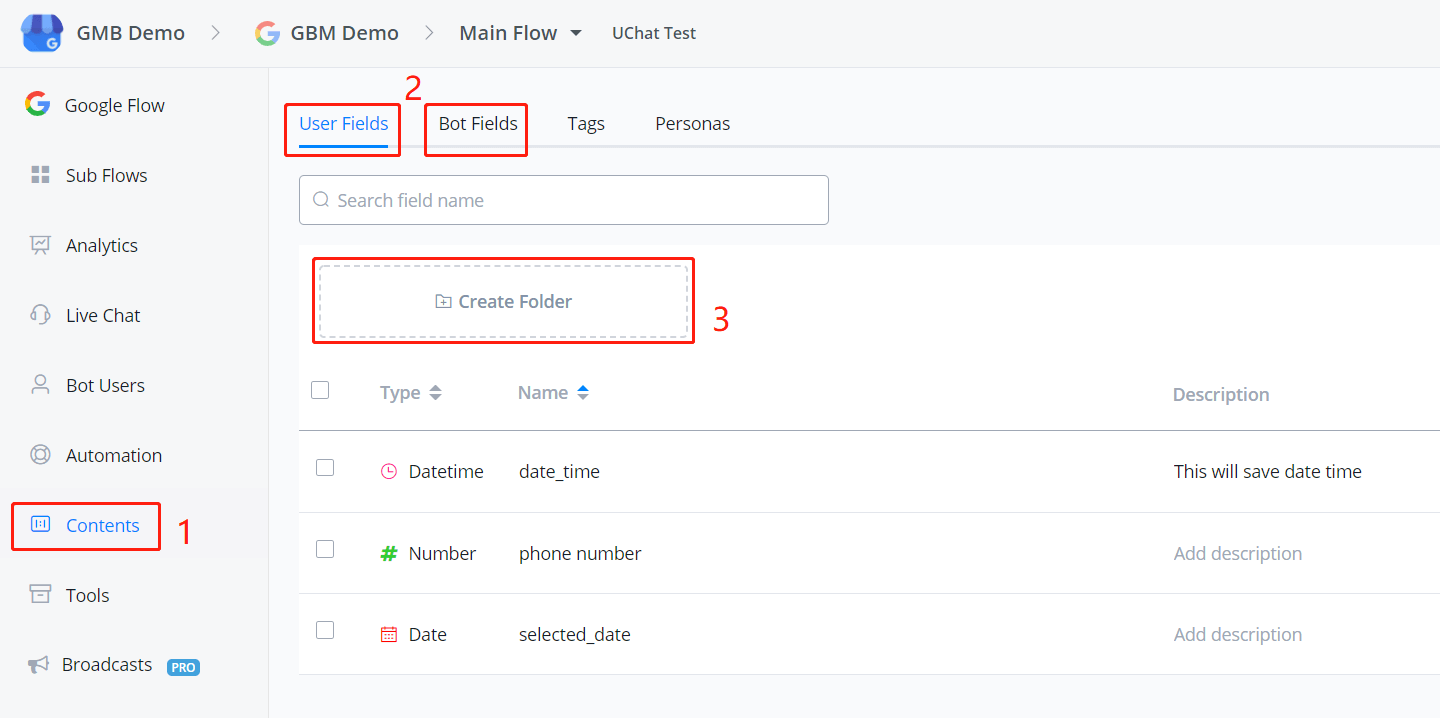 GMB Demo GBM Demo Main Flow UChat Test
Google Flow
Sub Flows
Analytics
Live Chat
Bot Users
Automation
Contents 1
Tools
Broadcasts PRO
2
User Fields Bot Fields Tags Personas
Search field name
Create Folder
3
Type Name Description
Datetime date_time This will save date time
Number phone number Add description
Date selected_date Add description